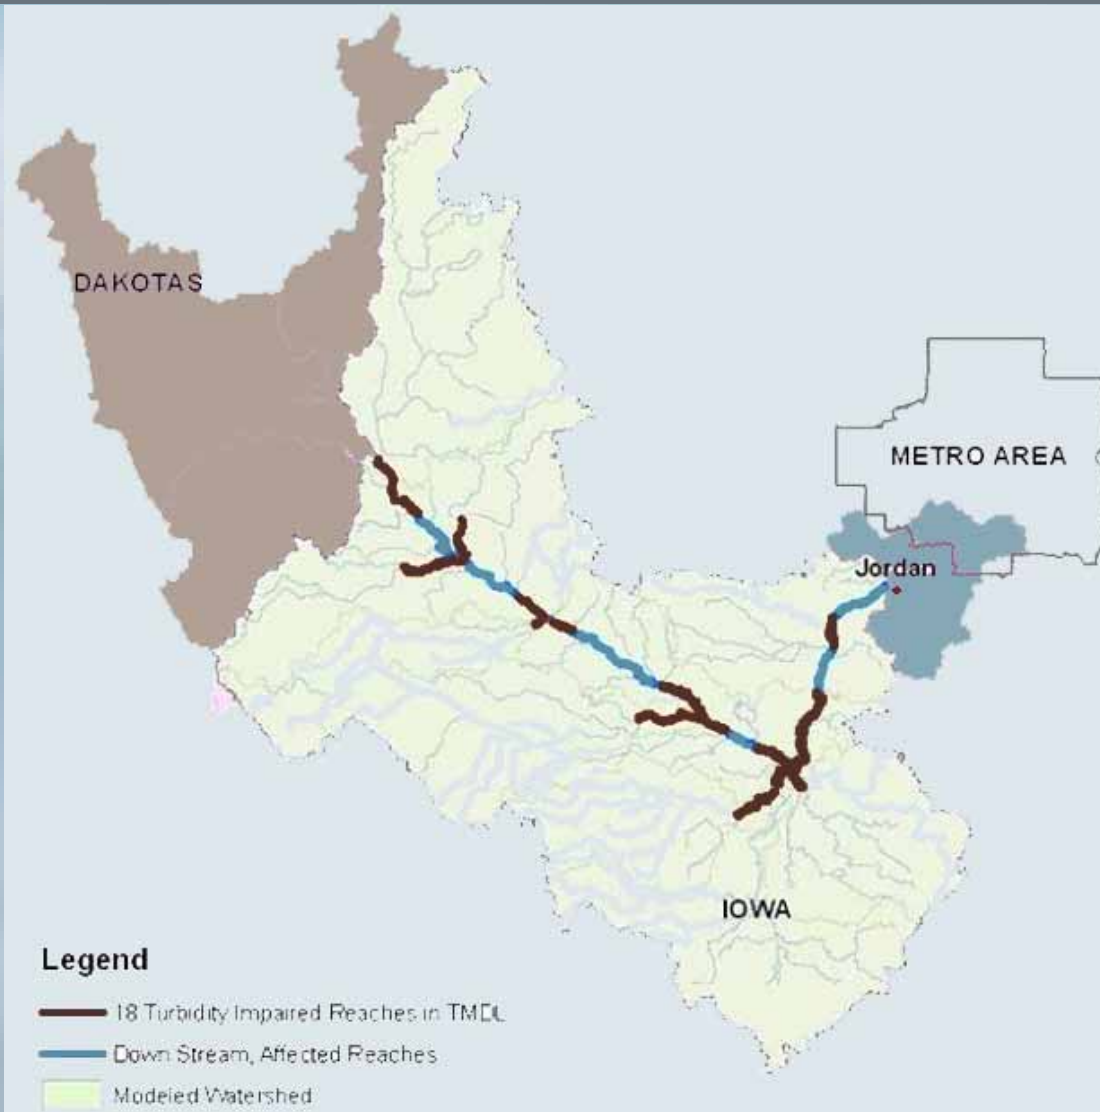 DAKOTAS
METRO AREA
Jordan
IOWA
Legend
18 Turbidity Impaired Reaches in TMDL
Down Stream, Affected Reaches
Modeled Watershed